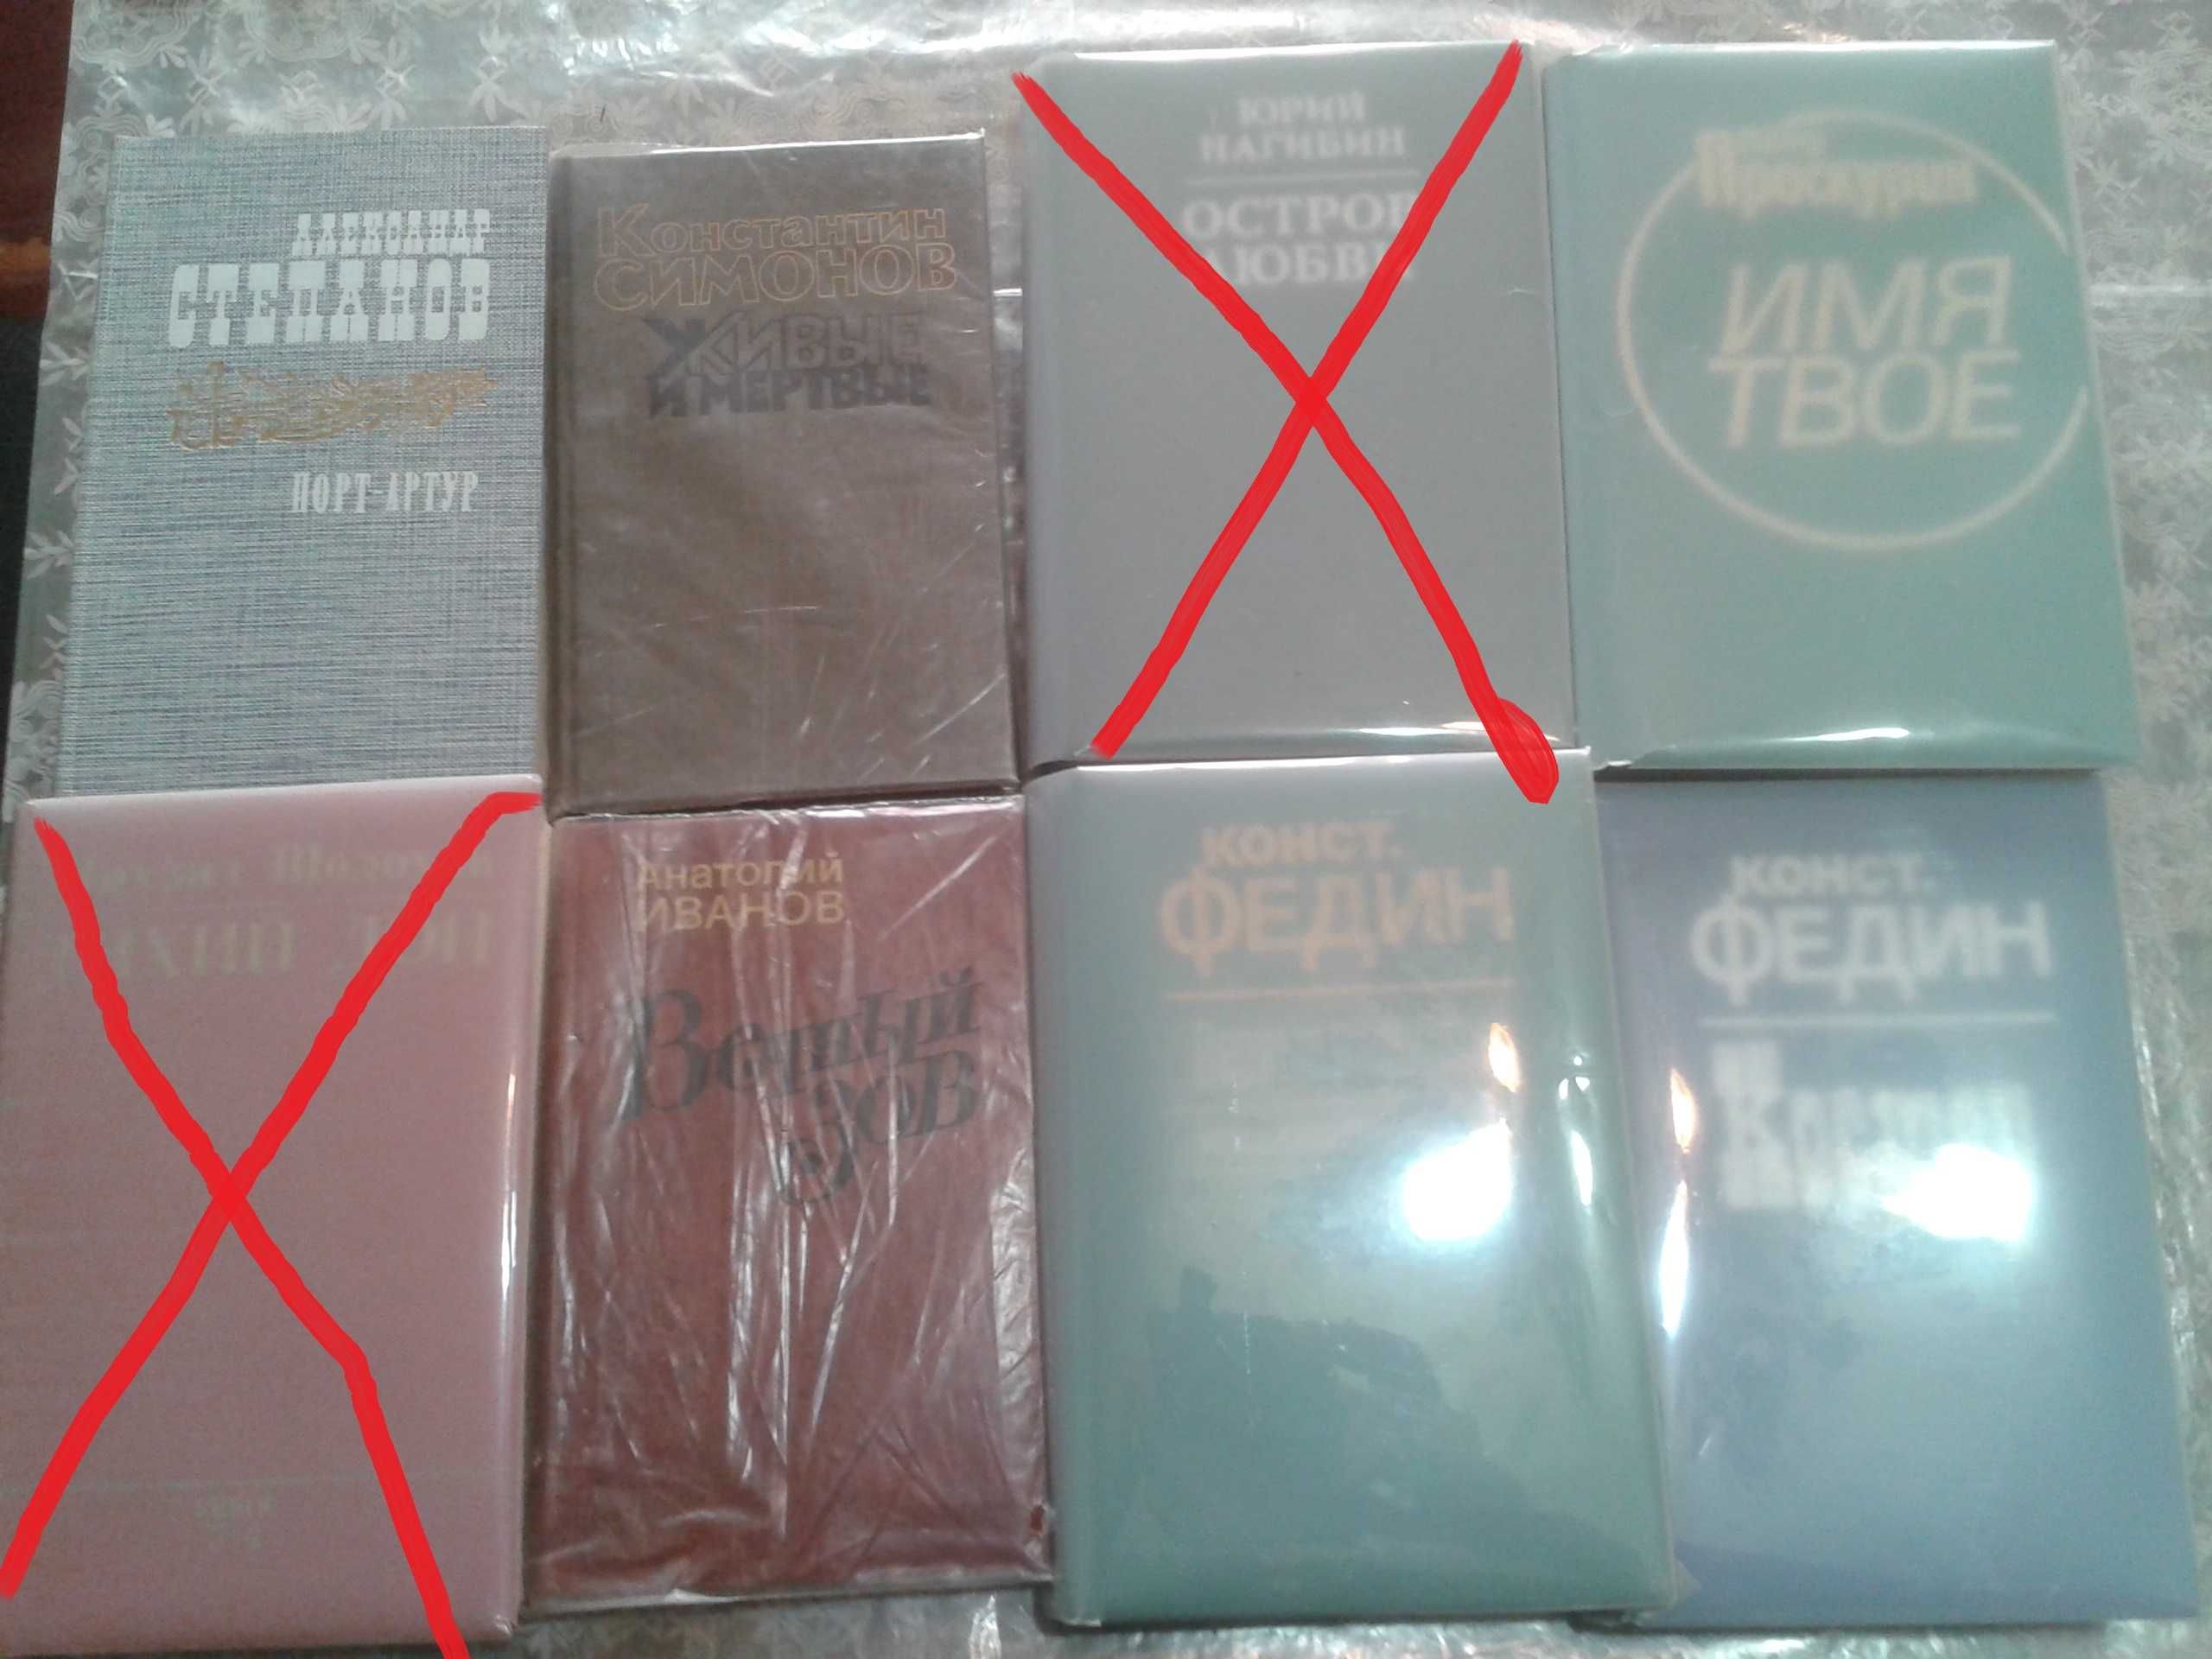 АЛЕКСАНДР
СТЕПАНОВ
ПОРТ-АРТУР
Константин
СИМОНОВ
ЖИВЫЕ
И МЕРТВЫЕ
ЮРИЙ
НАГИБИН
ОСТРОВ
ЛЮБВИ
Проскурин
ИМЯ
ТВОЕ
Анатолий
ИВАНОВ
Вечный
зов
КОНСТ.
ФЕДИН
КОНСТ.
ФЕДИН